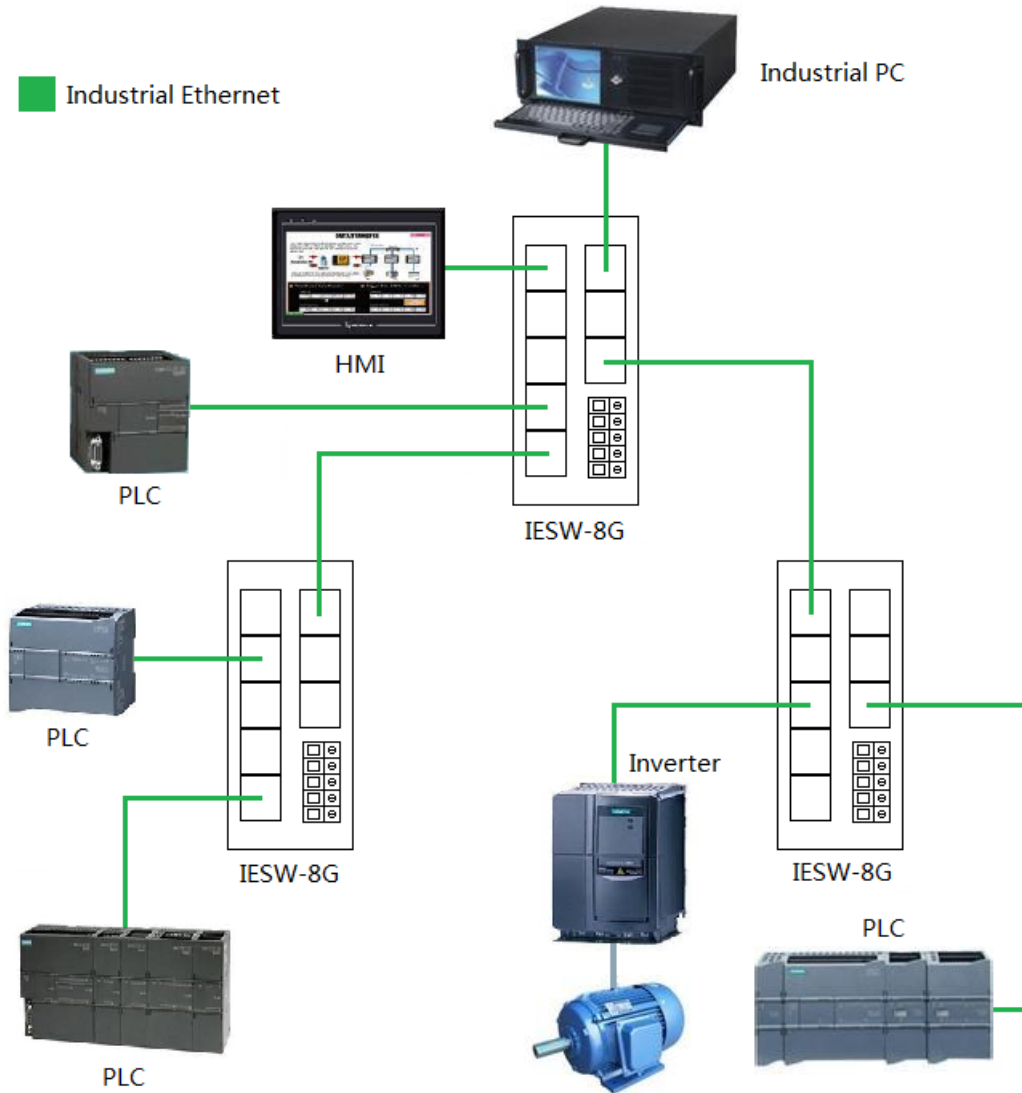 Industrial PC
Industrial Ethernet
HMI
PLC
IESW-8G
PLC
Inverter
IESW-8G
IESW-8G
PLC
PLC